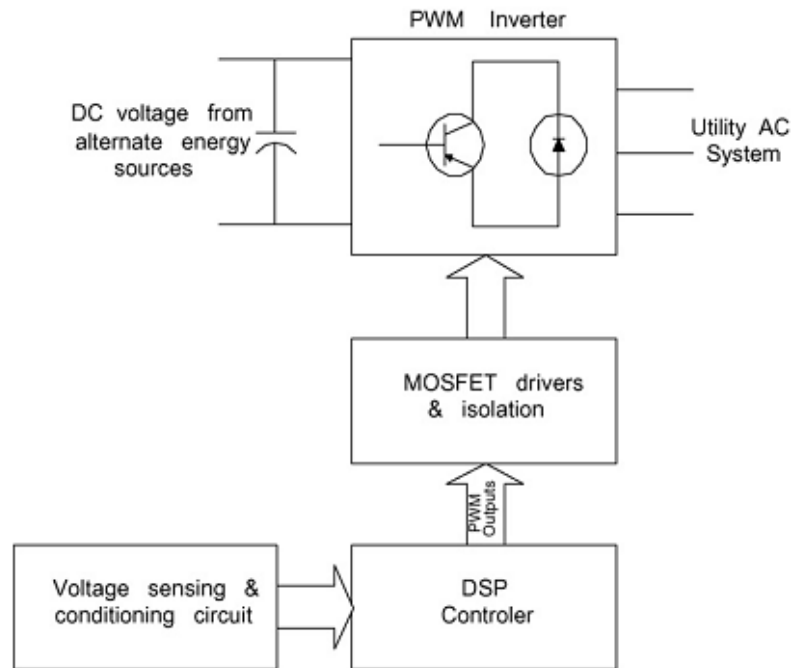 PWM Inverter
DC voltage from
alternate energy
sources
Utility AC
System
MOSFET drivers
& isolation
PWM
Outputs
Voltage sensing &
conditioning circuit
DSP
Controler